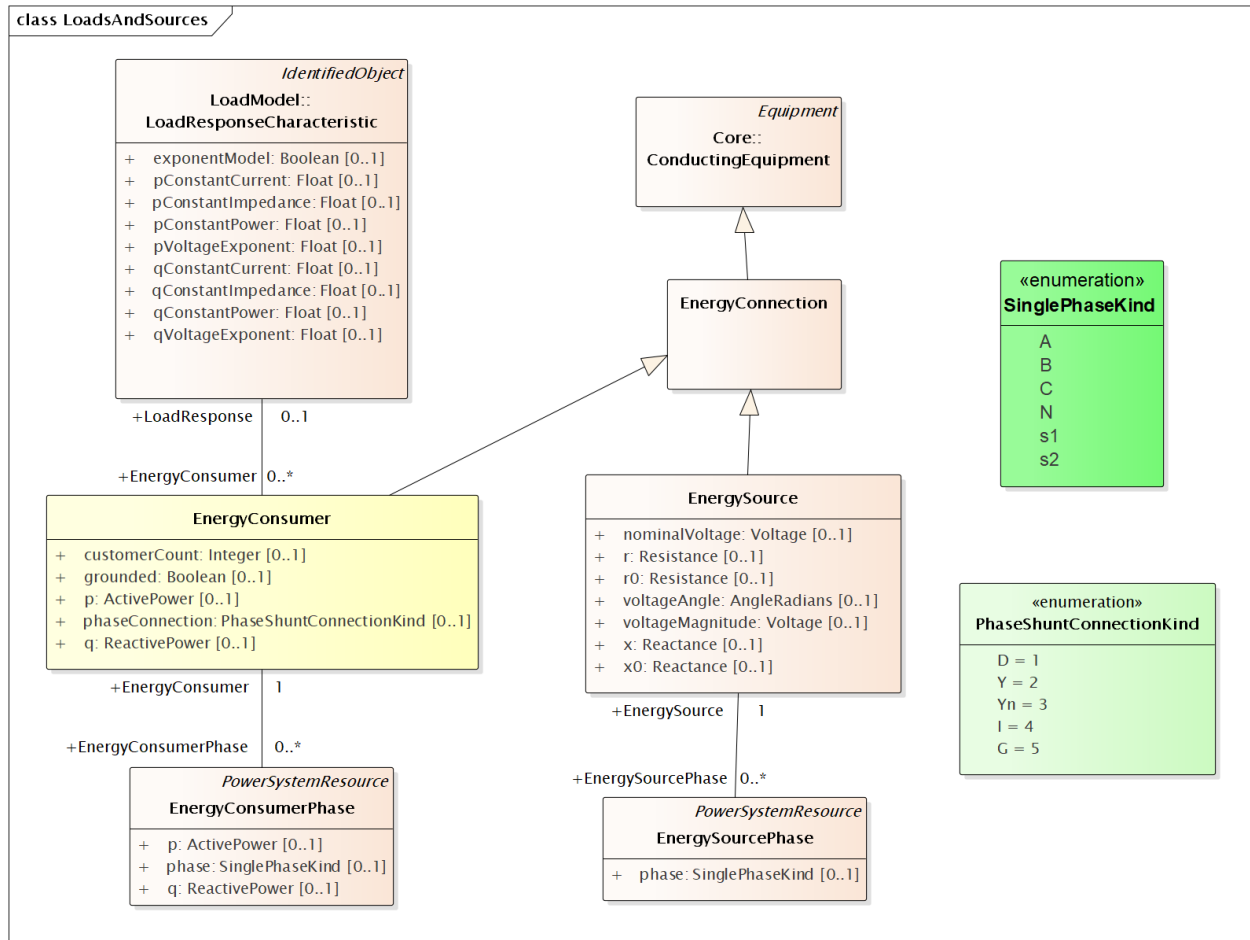 class LoadsAndSources
IdentifiedObject
LoadModel::
LoadResponseCharacteristic
+ exponentModel: Boolean [0..1]
+ pConstantCurrent: Float [0..1]
+ pConstantImpedance: Float [0..1]
+ pConstantPower: Float [0..1]
+ pVoltageExponent: Float [0..1]
+ qConstantCurrent: Float [0..1]
+ qConstantImpedance: Float [0..1]
+ qConstantPower: Float [0..1]
+ qVoltageExponent: Float [0..1]
+LoadResponse 0..1
+EnergyConsumer 0..*
EnergyConsumer
+ customerCount: Integer [0..1]
+ grounded: Boolean [0..1]
+ p: ActivePower [0..1]
+ phaseConnection: PhaseShuntConnectionKind [0..1]
+ q: ReactivePower [0..1]
+EnergyConsumer 1
+EnergyConsumerPhase 0..*
PowerSystemResource
EnergyConsumerPhase
+ p: ActivePower [0..1]
+ phase: SinglePhaseKind [0..1]
+ q: ReactivePower [0..1]
Equipment
Core::
ConductingEquipment
EnergyConnection
EnergySource
+ nominalVoltage: Voltage [0..1]
+ r: Resistance [0..1]
+ r0: Resistance [0..1]
+ voltageAngle: AngleRadians [0..1]
+ voltageMagnitude: Voltage [0..1]
+ x: Reactance [0..1]
+ x0: Reactance [0..1]
+EnergySource 1
+EnergySourcePhase 0..*
PowerSystemResource
EnergySourcePhase
+ phase: SinglePhaseKind [0..1]
«enumeration»
SinglePhaseKind
A
B
C
N
s1
s2
«enumeration»
PhaseShuntConnectionKind
D = 1
Y = 2
Yn = 3
I = 4
G = 5